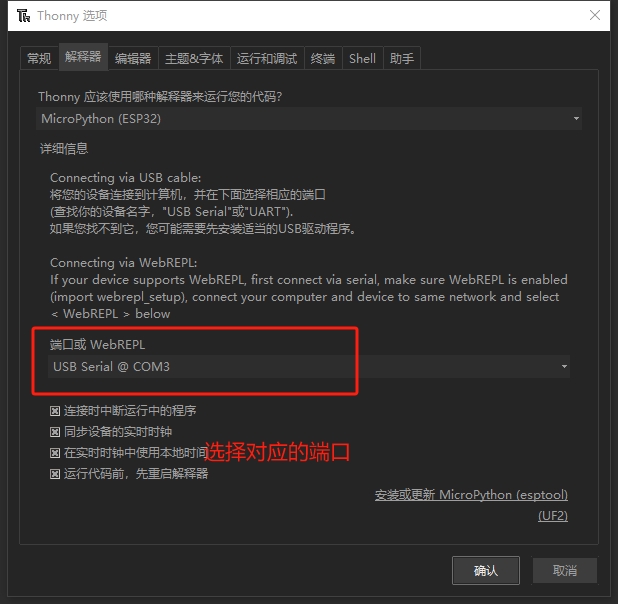 Thonny 选项
常规 解释器 编辑器 主题&字体 运行和调试 终端 Shell 助手
Thonny 应该使用哪种解释器来运行您的代码?
MicroPython (ESP32)
详细信息
Connecting via USB cable:
将您的设备连接到计算机，并在下面选择相应的端口
(查找你的设备名字，"USB Serial"或"UART").
如果您找不到它，您可能需要先安装适当的USB驱动程序。
Connecting via WebREPL:
If your device supports WebREPL, first connect via serial, make sure WebREPL is enabled
(import webrepl_setup), connect your computer and device to same network and select
< WebREPL > below
端口或 WebREPL
USB Serial @ COM3
连接时中断运行中的程序
同步设备的实时时钟
在实时时钟中使用本地时间
选择对应的端口
运行代码前，先重启解释器
安装或更新 MicroPython (esptool)
(UF2)
确认 取消